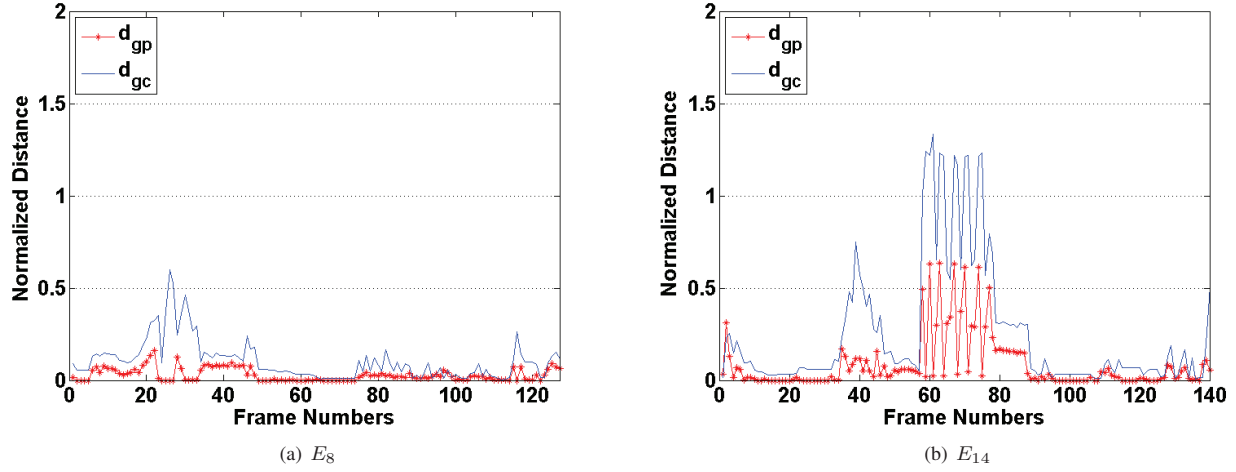 2
1.5
1
0.5
0
Normalized Distance
d_gp
d_gc
0 20 40 60 80 100 120
Frame Numbers
(a) E_8
2
1.5
1
0.5
0
Normalized Distance
d_gp
d_gc
0 20 40 60 80 100 120 140
Frame Numbers
(b) E_14